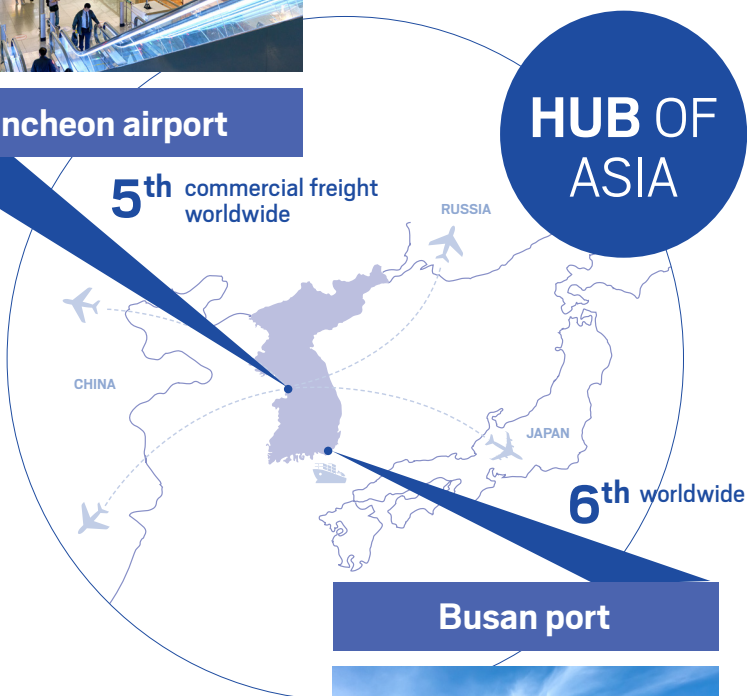 HUB OF
ASIA
ncheon airport
5th commercial freight
worldwide
RUSSIA
CHINA
JAPAN
6th worldwide
Busan port